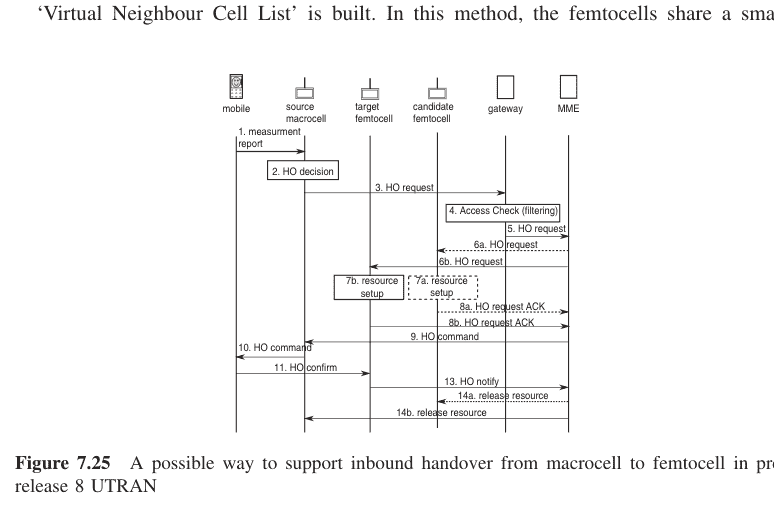 ‘Virtual Neighbour Cell List’ is built. In this method, the femtocells share a sma
mobile
source
macrocell
target
femtocell
candidate
femtocell
gateway
MME
1. measurment
report
2. HO decision
3. HO request
4. Access Check (filtering)
5. HO request
6a. HO request
6b. HO request
7b. resource
setup
7a. resource
setup
8a. HO request ACK
8b. HO request ACK
9. HO command
10. HO command
11. HO confirm
13. HO notify
14a. release resource
14b. release resource
Figure 7.25 A possible way to support inbound handover from macrocell to femtocell in pre
release 8 UTRAN